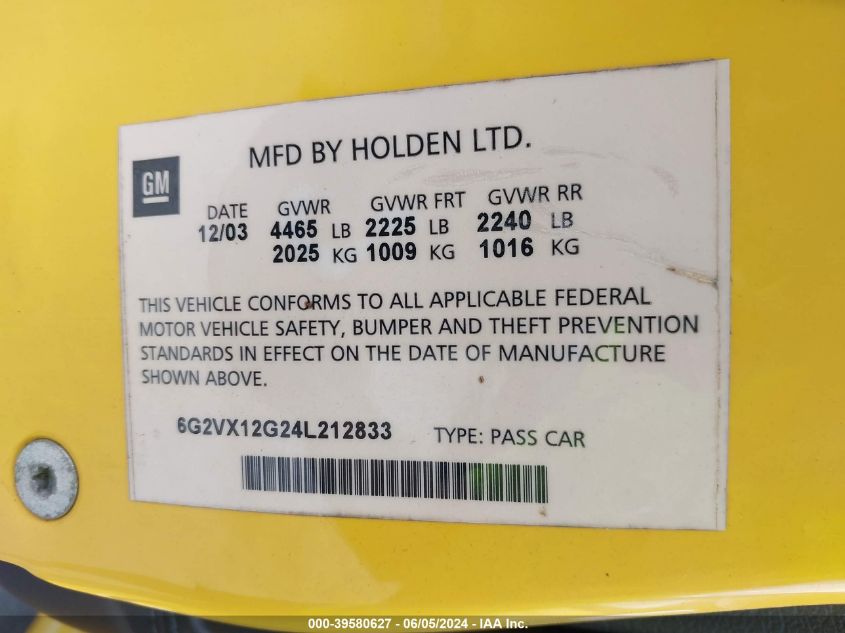 MFD BY HOLDEN LTD.
GM
DATE GVWR GVWR FRT GVWR RR
12/03 4465 LB 2225 LB 2240 LB
2025 KG 1009 KG 1016 KG
THIS VEHICLE CONFORMS TO ALL APPLICABLE FEDERAL
MOTOR VEHICLE SAFETY, BUMPER AND THEFT PREVENTION
STANDARDS IN EFFECT ON THE DATE OF MANUFACTURE
SHOWN ABOVE.
6G2VX12G24L212833 TYPE: PASS CAR
000-39580627 - 06/05/2024 - IAA Inc.